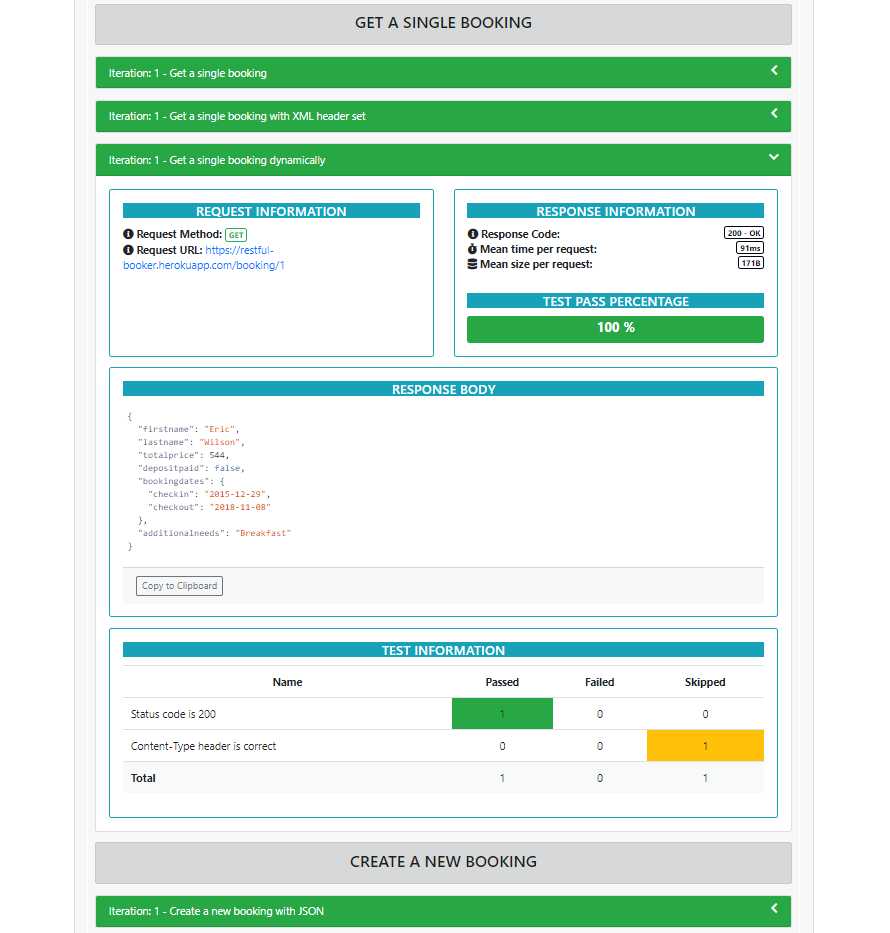 GET A SINGLE BOOKING
Iteration: 1 - Get a single booking
Iteration: 1 - Get a single booking with XML header set
Iteration: 1 - Get a single booking dynamically
REQUEST INFORMATION
Request Method: GET
Request URL: https://restful-
booker.herokuapp.com/booking/1
RESPONSE INFORMATION
Response Code: 200 - OK
Mean time per request: 91ms
Mean size per request: 171B
TEST PASS PERCENTAGE
100 %
RESPONSE BODY
{
"firstname": "Eric",
"lastname": "Wilson",
"totalprice": 544,
"depositpaid": false,
"bookingdates": {
"checkin": "2015-12-29",
"checkout": "2018-11-08"
},
"additionalneeds": "Breakfast"
}
Copy to Clipboard
TEST INFORMATION
Name Passed Failed Skipped
Status code is 200 1 0 0
Content-Type header is correct 0 0 1
Total 1 0 1
CREATE A NEW BOOKING
Iteration: 1 - Create a new booking with JSON